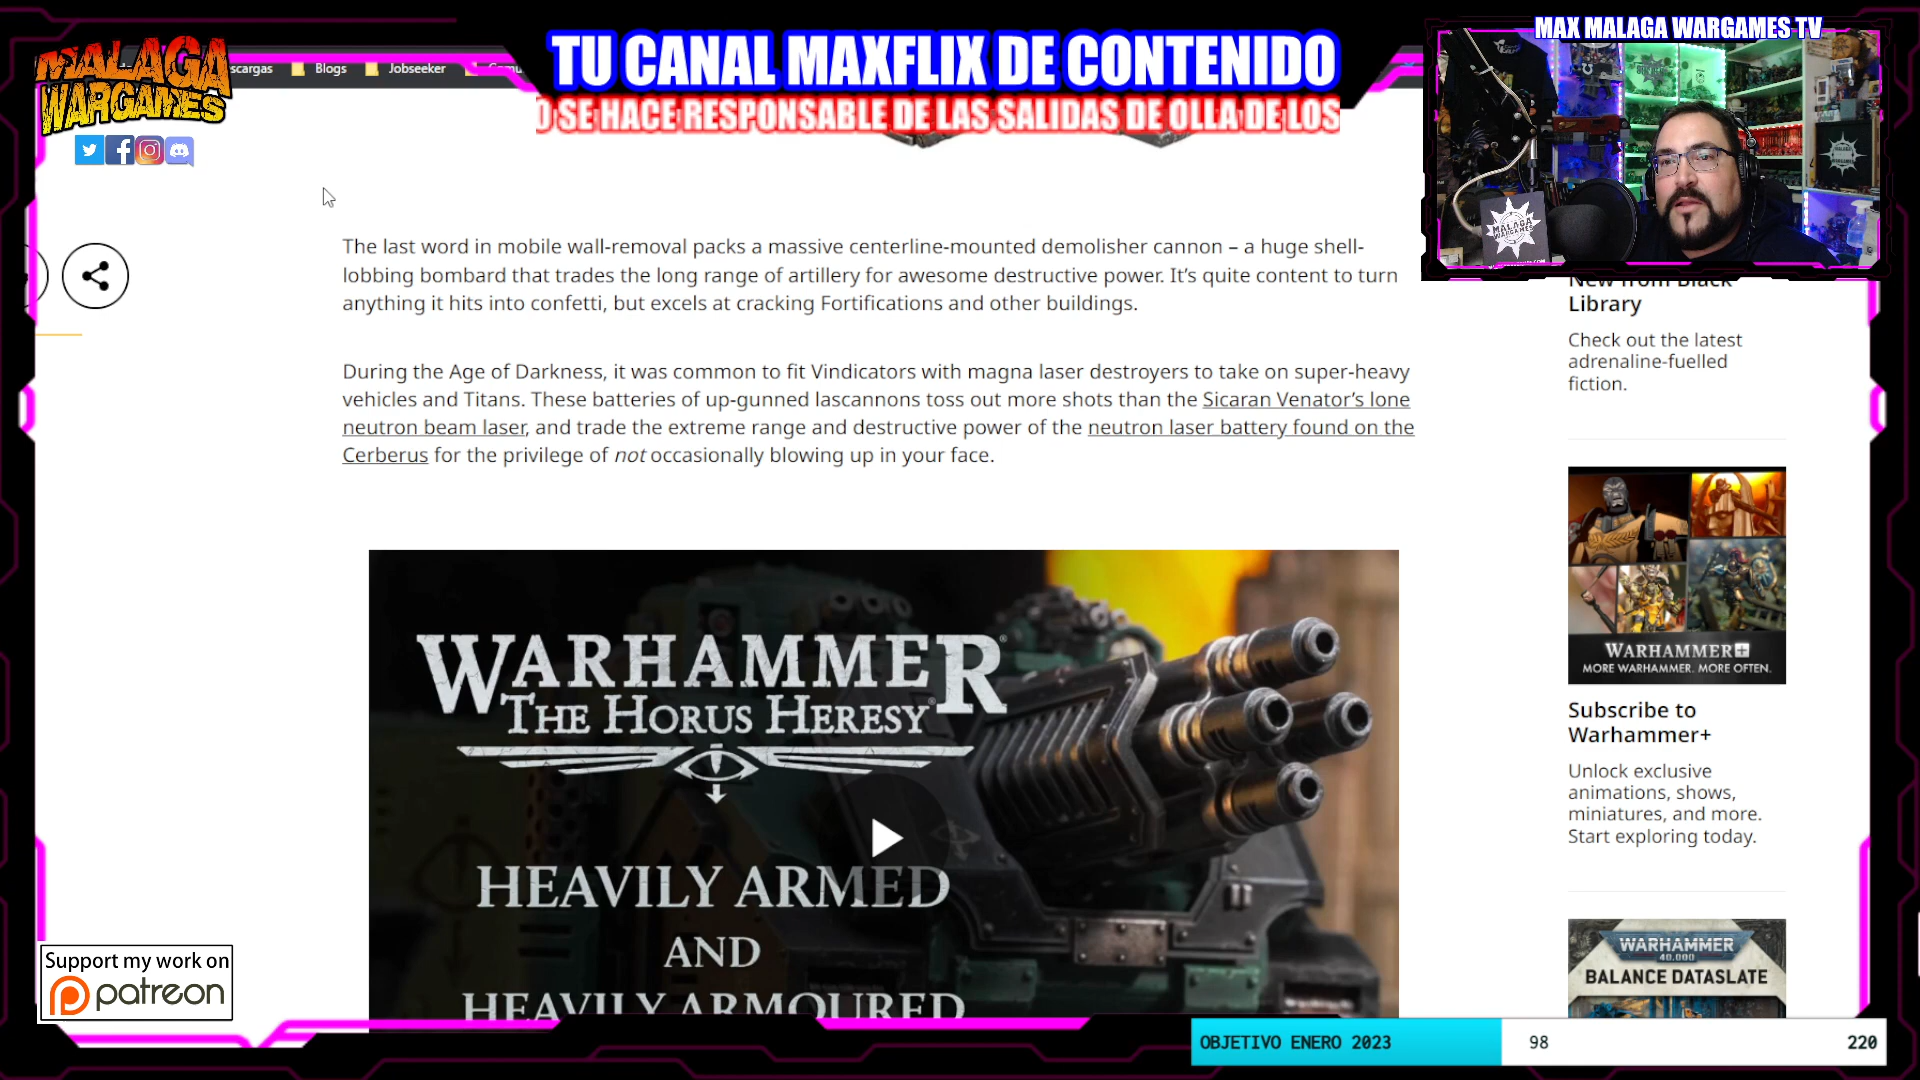 MALAGA
WARGAMES
scargas
Blogs
Jobseeker
TU CANAL MAXFLIX DE CONTENIDO
SE HACE RESPONSABLE DE LAS SALIDAS DE OLLA DE LOS
MAX MALAGA WARGAMES TV
MALAGA
WARGAMES
The last word in mobile wall-removal packs a massive centerline-mounted demolisher cannon – a huge shell-
lobbing bombard that trades the long range of artillery for awesome destructive power. It’s quite content to turn
anything it hits into confetti, but excels at cracking Fortifications and other buildings.
During the Age of Darkness, it was common to fit Vindicators with magna laser destroyers to take on super-heavy
vehicles and Titans. These batteries of up-gunned lascannons toss out more shots than the Sicaran Venator’s lone
neutron beam laser, and trade the extreme range and destructive power of the neutron laser battery found on the
Cerberus for the privilege of not occasionally blowing up in your face.
WARHAMMER®
THE HORUS HERESY®
HEAVILY ARMED
AND
HEAVILY ARMOURED
New from Black
Library
Check out the latest
adrenaline-fuelled
fiction.
WARHAMMER+
MORE WARHAMMER. MORE OFTEN.
Subscribe to
Warhammer+
Unlock exclusive
animations, shows,
miniatures, and more.
Start exploring today.
WARHAMMER
40,000
BALANCE DATASLATE
Support my work on
patreon
OBJETIVO ENERO 2023
98
220